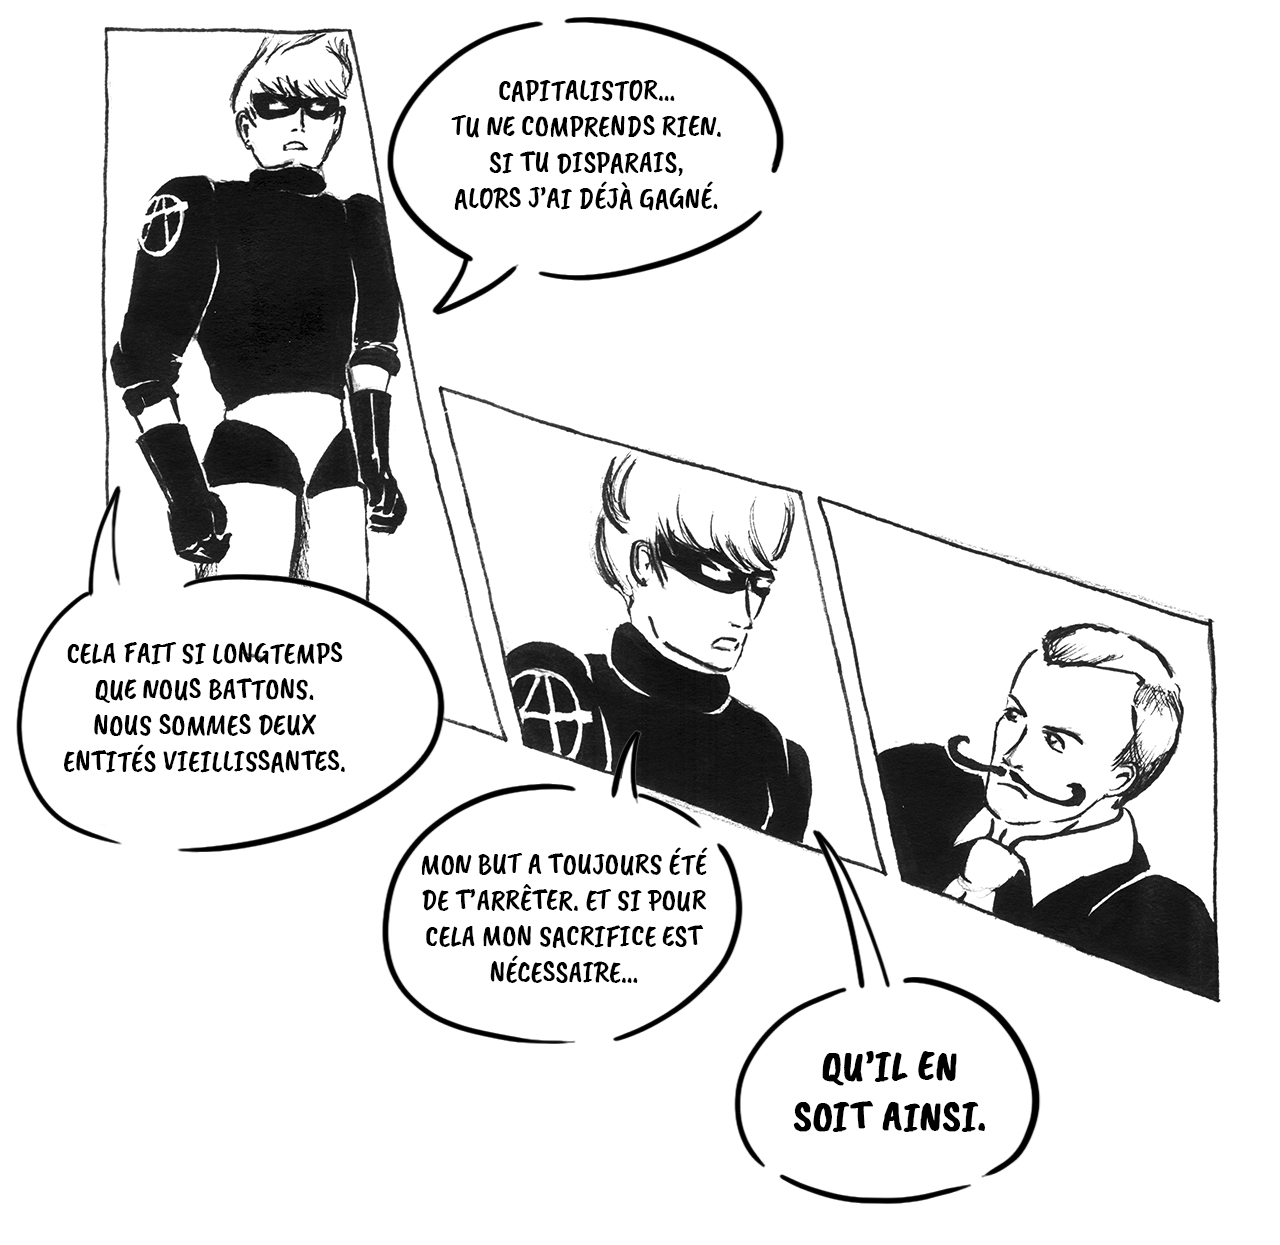 CAPITALISTOR...
TU NE COMPRENDS RIEN.
SI TU DISPARAIS,
ALORS J'AI DÉJÀ GAGNÉ.
CELA FAIT SI LONGTEMPS
QUE NOUS BATTONS.
NOUS SOMMES DEUX
ENTITÉS VIEILLISSANTES.
MON BUT A TOUJOURS ÉTÉ
DE T'ARRÊTER. ET SI POUR
CELA MON SACRIFICE EST
NÉCESSAIRE...
QU'IL EN
SOIT AINSI.